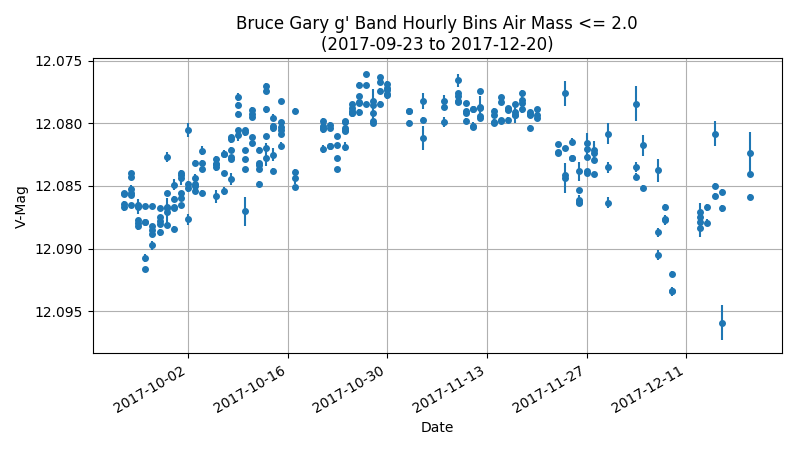 Bruce Gary g' Band Hourly Bins Air Mass <= 2.0
(2017-09-23 to 2017-12-20)
12.075
12.080
12.085
12.090
12.095
V-Mag
2017-10-02
2017-10-16
2017-10-30
2017-11-13
2017-11-27
2017-12-11
Date